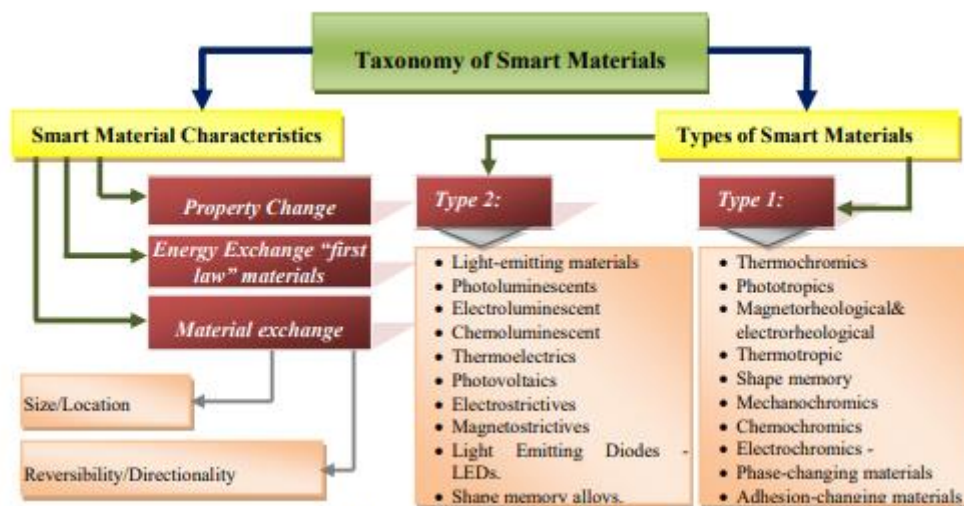 Taxonomy of Smart Materials
Smart Material Characteristics
Types of Smart Materials
Property Change
Energy Exchange “first
law” materials
Material exchange
Size/Location
Reversibility/Directionality
Type 2:
• Light-emitting materials
• Photoluminescents
• Electroluminescent
• Chemoluminescent
• Thermoelectrics
• Photovoltaics
• Electrostrictives
• Magnetostrictives
• Light Emitting Diodes -
LEDs.
• Shape memory alloys.
Type 1:
• Thermochromics
• Phototropics
• Magnetorheological&
electrorheological
• Thermotropic
• Shape memory
• Mechanochromics
• Chemochromics
• Electrochromics -
• Phase-changing materials
• Adhesion-changing materials